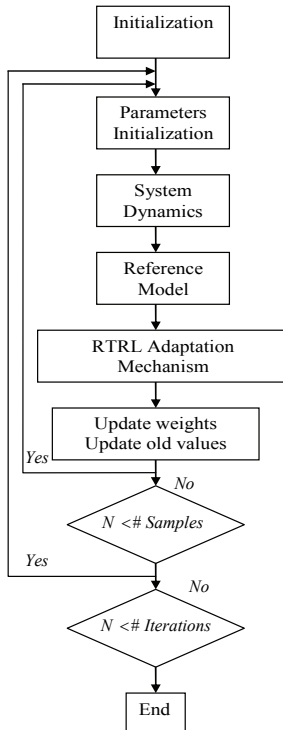 Initialization
Parameters
Initialization
System
Dynamics
Reference
Model
RTRL Adaptation
Mechanism
Update weights
Update old values
Yes
No
N <# Samples
Yes
No
N <# Iterations
End